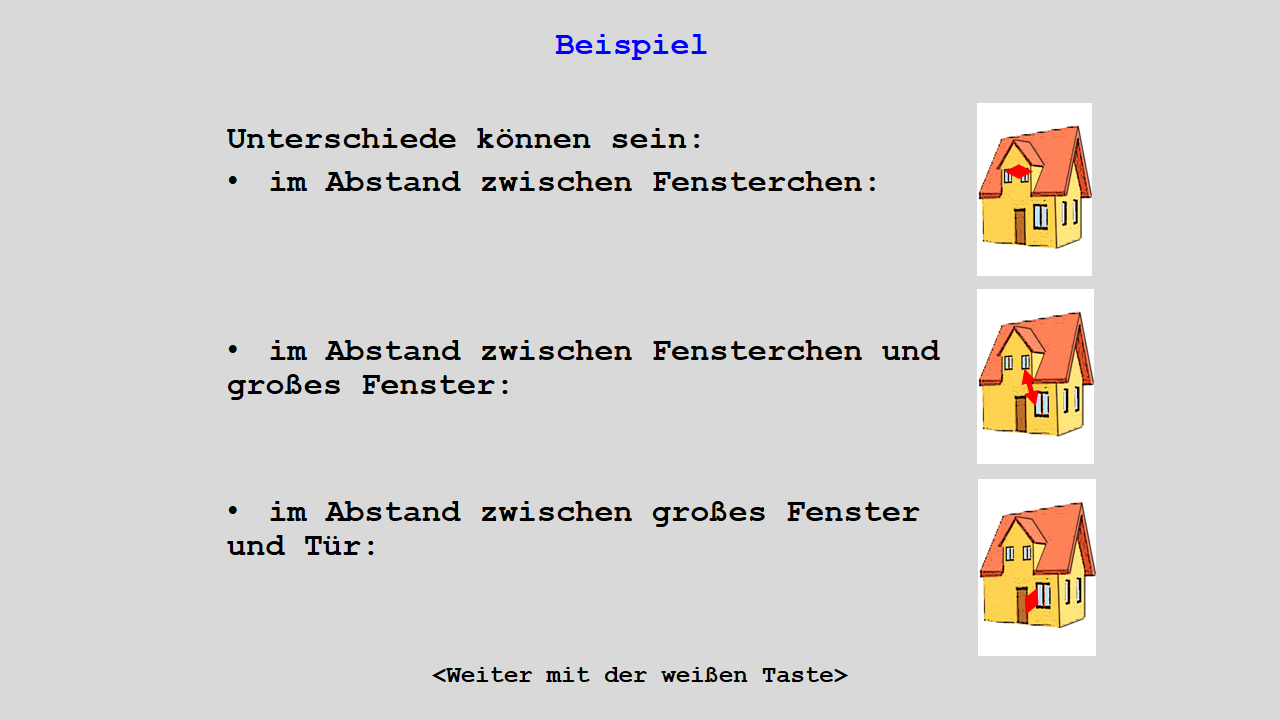 Beispiel
Unterschiede können sein:
• im Abstand zwischen Fensterchen:
• im Abstand zwischen Fensterchen und
großes Fenster:
• im Abstand zwischen großes Fenster
und Tür:
<Weiter mit der weißen Taste>